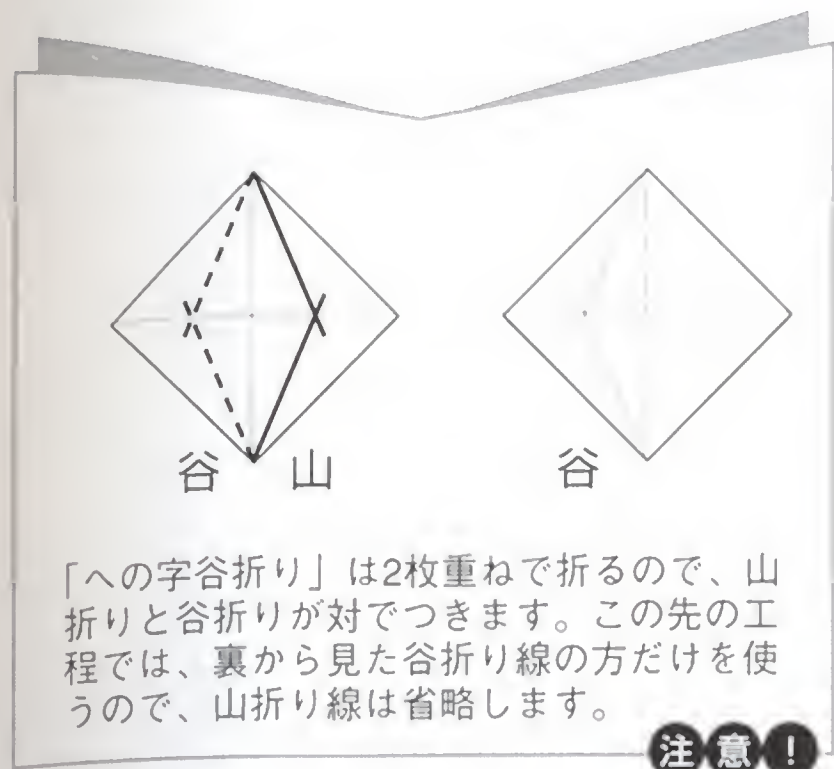 谷 山
谷
「への字谷折り」は2枚重ねで折るので、山
折りと谷折りが対でつきます。この先の工
程では、裏から見た谷折り線の方だけを使
うので、山折り線は省略します。
注意!